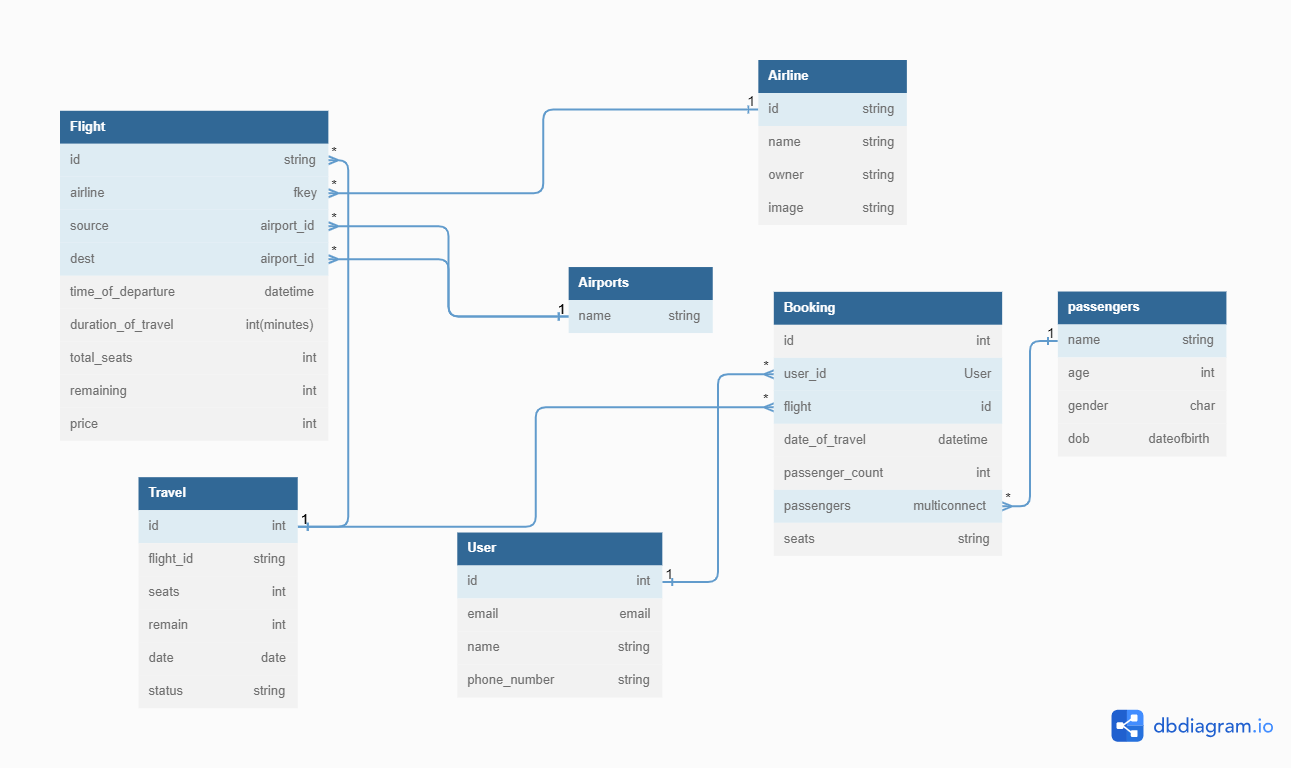 Flight
id string *
airline fkey *
source airport_id *
dest airport_id *
time_of_departure datetime
duration_of_travel int(minutes)
total_seats int
remaining int
price int
Airline
1 id string
name string
owner string
image string
Airports
1 name string
Booking
id int
* user_id User
* flight id
date_of_travel datetime
passenger_count int
passengers multiconnect *
seats string
passengers
1 name string
age int
gender char
dob dateofbirth
Travel
id int 1
flight_id string
seats int
remain int
date date
status string
User
id int 1
email email
name string
phone_number string
dbdiagram.io